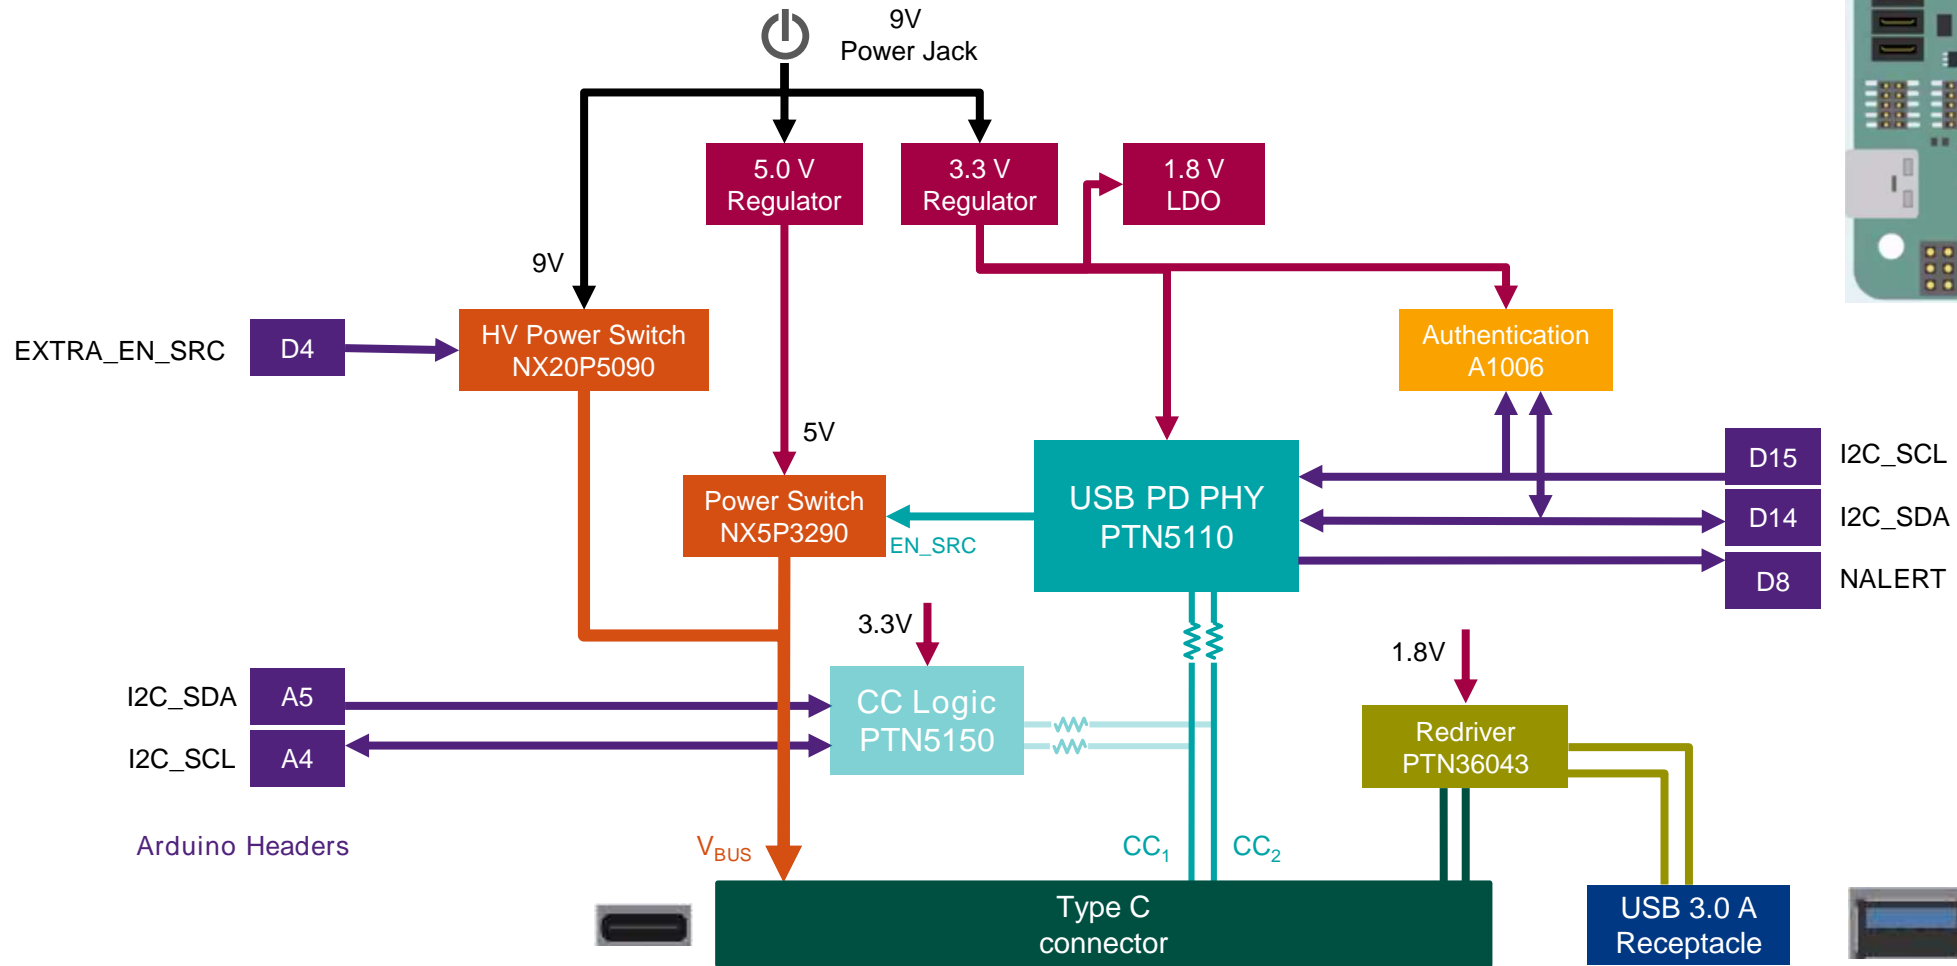 9V
Power Jack
5.0 V
Regulator
3.3 V
Regulator
1.8 V
LDO
9V
EXTRA_EN_SRC
D4
HV Power Switch
NX20P5090
Authentication
A1006
5V
Power Switch
NX5P3290
EN_SRC
USB PD PHY
PTN5110
D15
I2C_SCL
D14
I2C_SDA
D8
NALERT
3.3V
1.8V
I2C_SDA
A5
I2C_SCL
A4
CC Logic
PTN5150
Redriver
PTN36043
Arduino Headers
VBUS
CC1
CC2
Type C
connector
USB 3.0 A
Receptacle